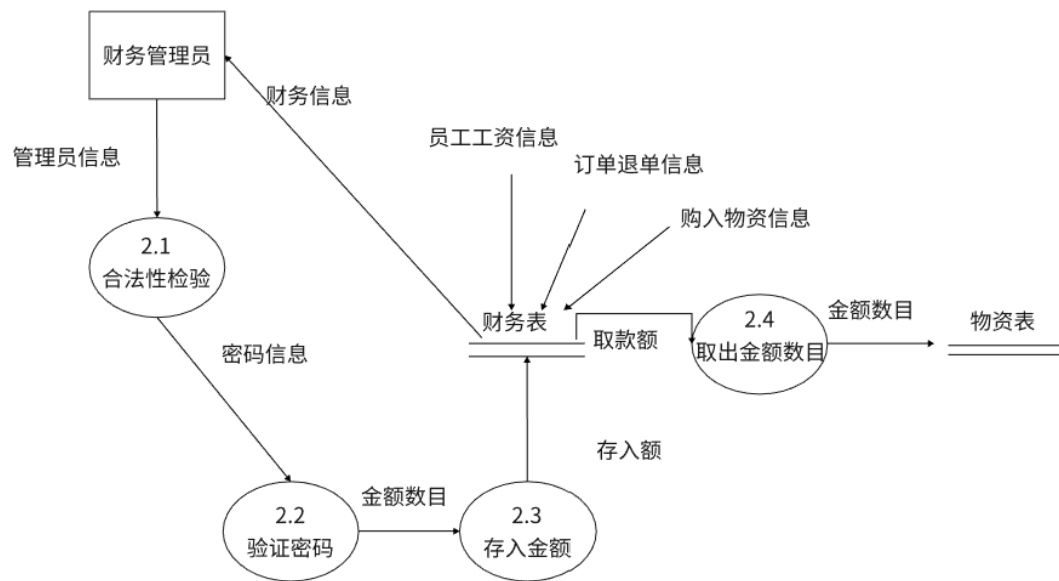 财务管理员
财务信息
员工工资信息
管理员信息
订单退单信息
购入物资信息
2.1
合法性检验
财务表
取款额
2.4
取出金额数目
金额数目
物资表
密码信息
存入额
金额数目
2.2
验证密码
2.3
存入金额